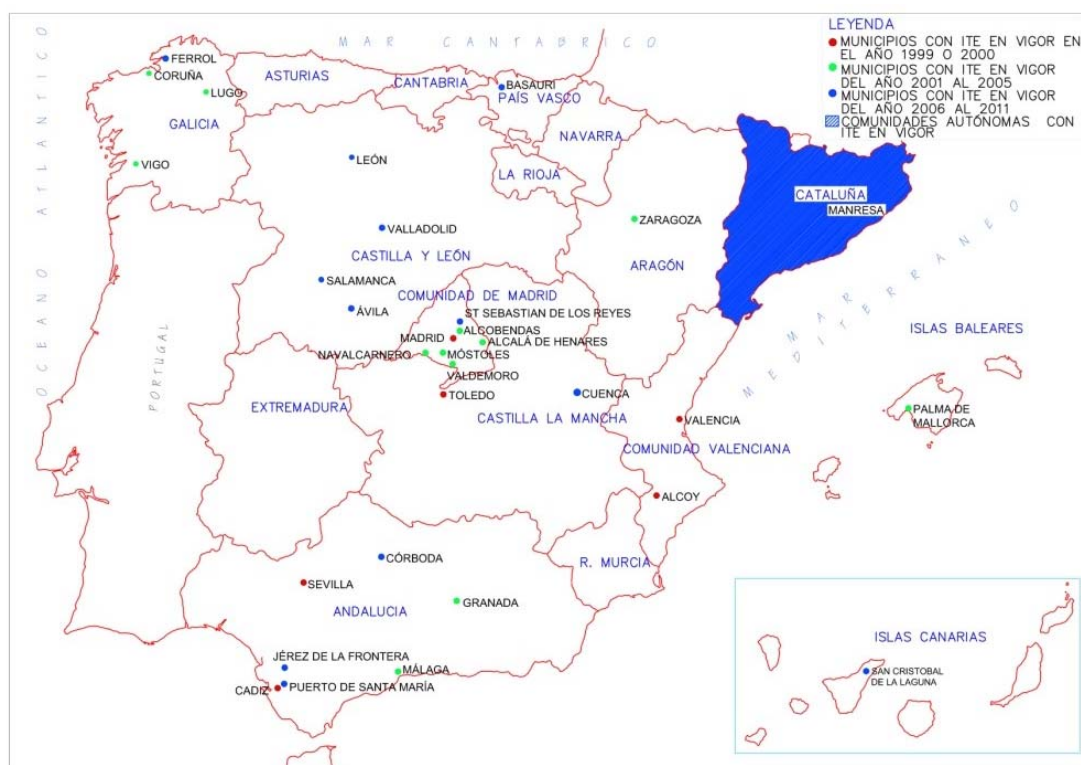 LEYENDA
MUNICIPIOS CON ITE EN VIGOR EN
EL AÑO 1999 O 2000
MUNICIPIOS CON ITE EN VIGOR
DEL AÑO 2001 AL 2005
MUNICIPIOS CON ITE EN VIGOR
DEL AÑO 2006 AL 2011
COMUNIDADES AUTÓNOMAS CON
ITE EN VIGOR
MAR CANTABRICO
OCEANO ATLANTICO
FERROL
CORUÑA
LUGO
GALICIA
VIGO
ASTURIAS
CANTABRIA
BASAURI
PAÍS VASCO
NAVARRA
LA RIOJA
LEÓN
VALLADOLID
CASTILLA Y LEÓN
SALAMANCA
ÁVILA
ZARAGOZA
ARAGÓN
CATALUÑA
MANRESA
MAR
MEDITERRANEO
ISLAS BALEARES
PALMA DE
MALLORCA
COMUNIDAD DE MADRID
ST SEBASTIAN DE LOS REYES
ALCOBENDAS
MADRID
ALCALÁ DE HENARES
NAVALCARNERO
MÓSTOLES
VALDEMORO
TOLEDO
CUENCA
CASTILLA LA MANCHA
PORTUGAL
EXTREMADURA
VALENCIA
COMUNIDAD VALENCIANA
ALCOY
R. MURCIA
CÓRBODA
SEVILLA
GRANADA
ANDALUCIA
JÉREZ DE LA FRONTERA
MÁLAGA
CADIZ
PUERTO DE SANTA MARÍA
ISLAS CANARIAS
SAN CRISTOBAL
DE LA LAGUNA